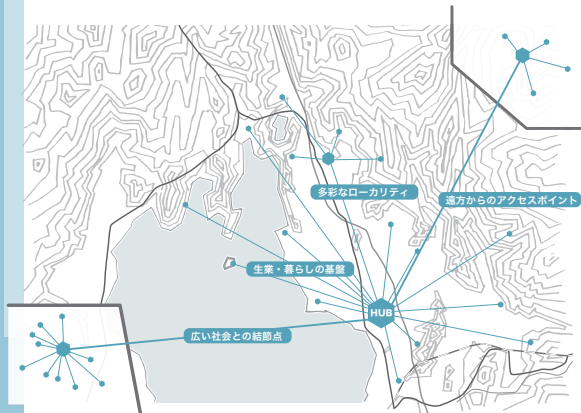 多彩なローカリティ
遠方からのアクセスポイント
生業・暮らしの基盤
HUB
広い社会との結節点